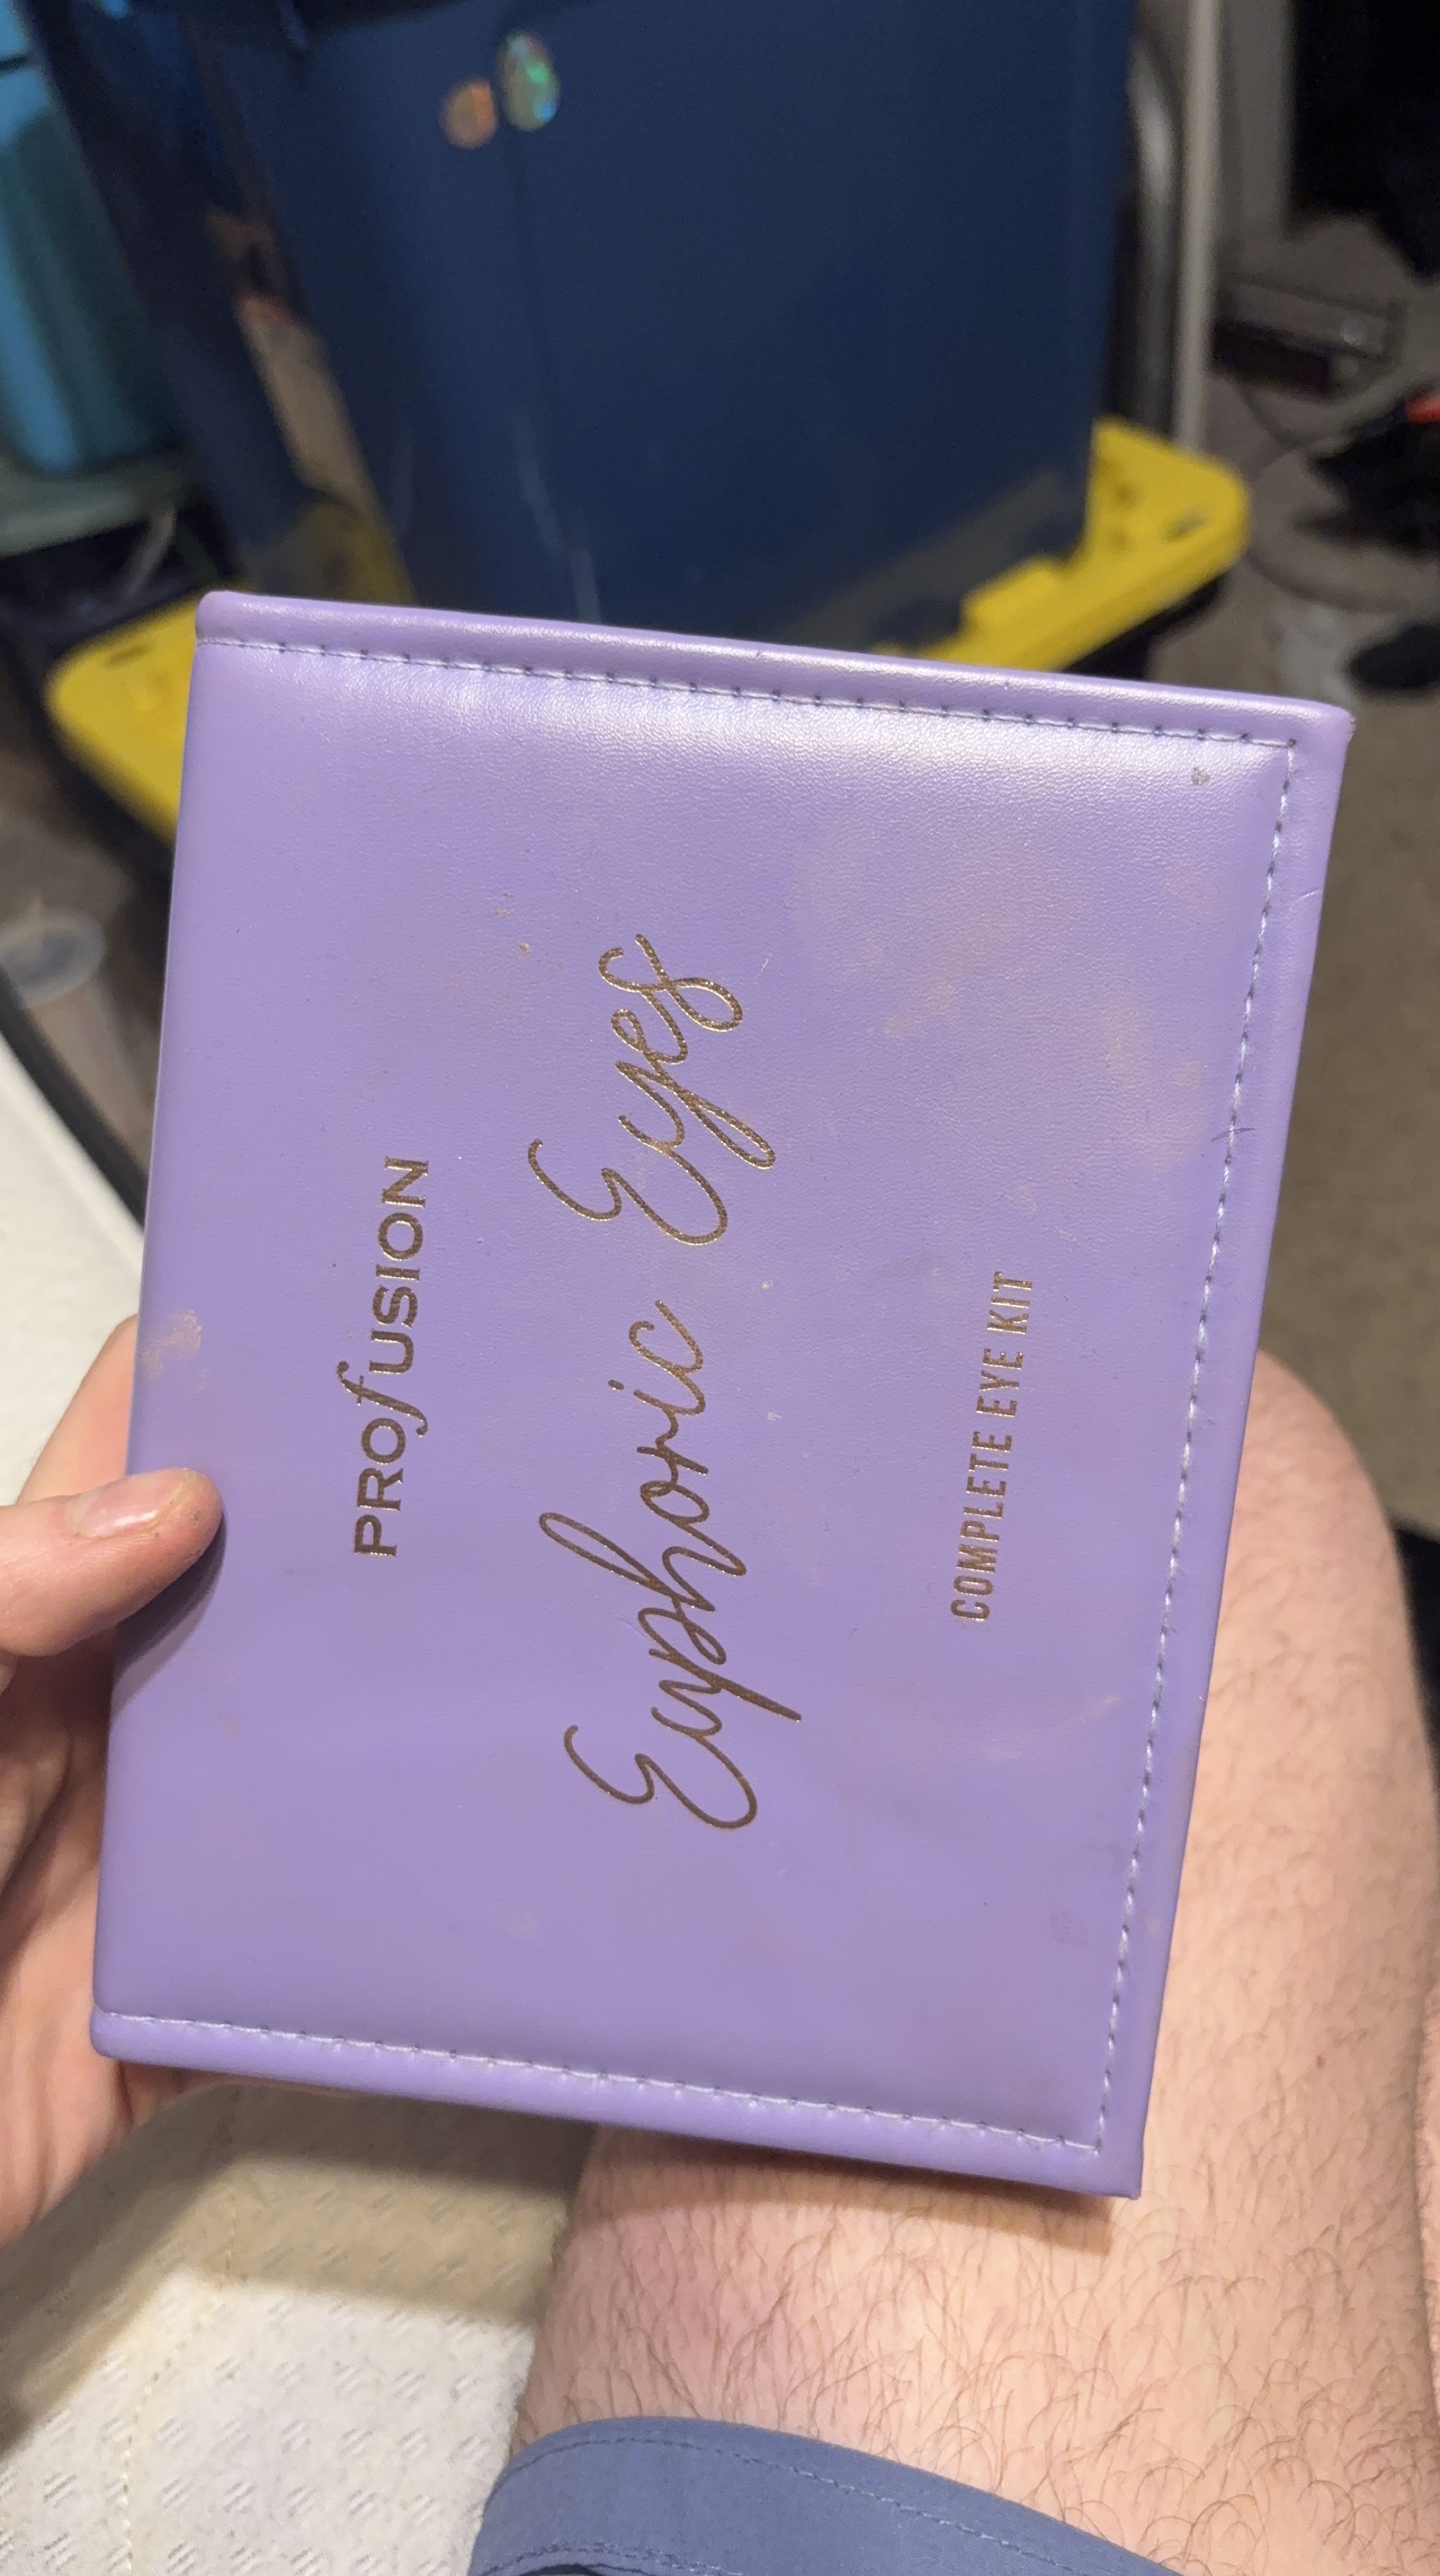 PROfUSION
Euphoric Eyes
COMPLETE EYE KIT